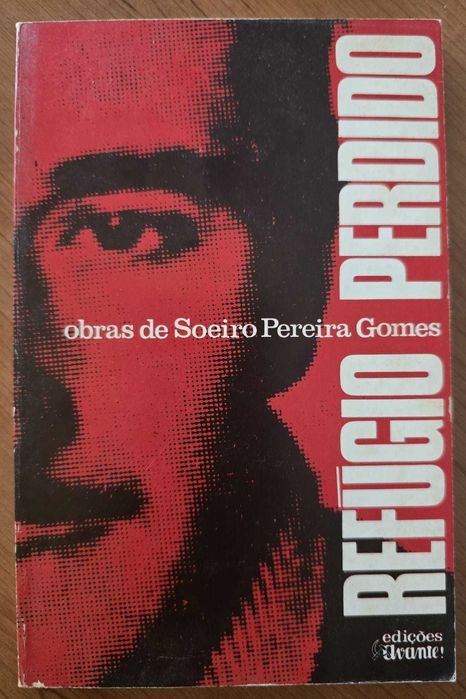 obras de Soeiro Pereira Gomes
REFÚGIO PERDIDO
edições
Avante!